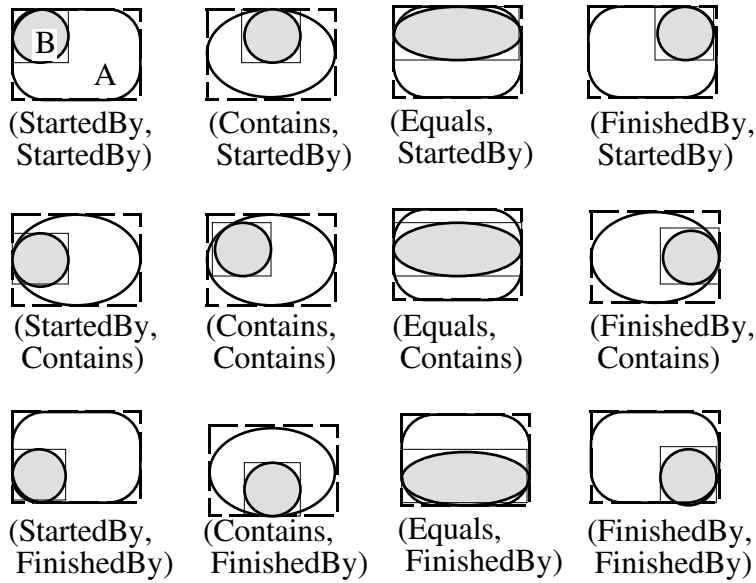 B
A
(StartedBy,
StartedBy)
(Contains,
StartedBy)
(Equals,
StartedBy)
(FinishedBy,
StartedBy)
(StartedBy,
Contains)
(Contains,
Contains)
(Equals,
Contains)
(FinishedBy,
Contains)
(StartedBy,
FinishedBy)
(Contains,
FinishedBy)
(Equals,
FinishedBy)
(FinishedBy,
FinishedBy)